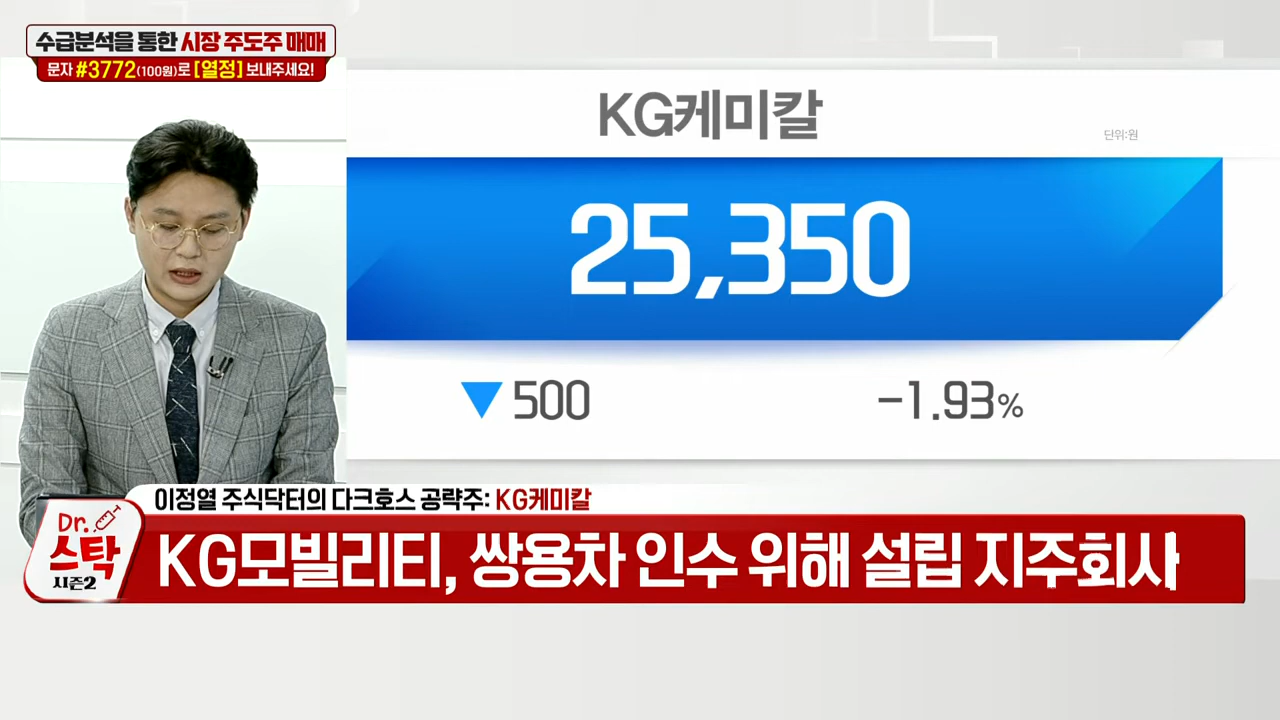 수급분석을 통한 시장 주도주 매매
문자 #3772(100원)로 [열정] 보내주세요!
KG케미칼
단위:원
25,350
▼500
-1.93%
이정열 주식닥터의 다크호스 공략주: KG케미칼
Dr.
스탁
시즌2
KG모빌리티, 쌍용차 인수 위해 설립 지주회사